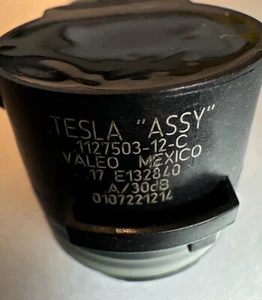 TESLA "ASSY"
1127503-12-C
VALEO MEXICO
17 E132840
A/30dB
0107221214